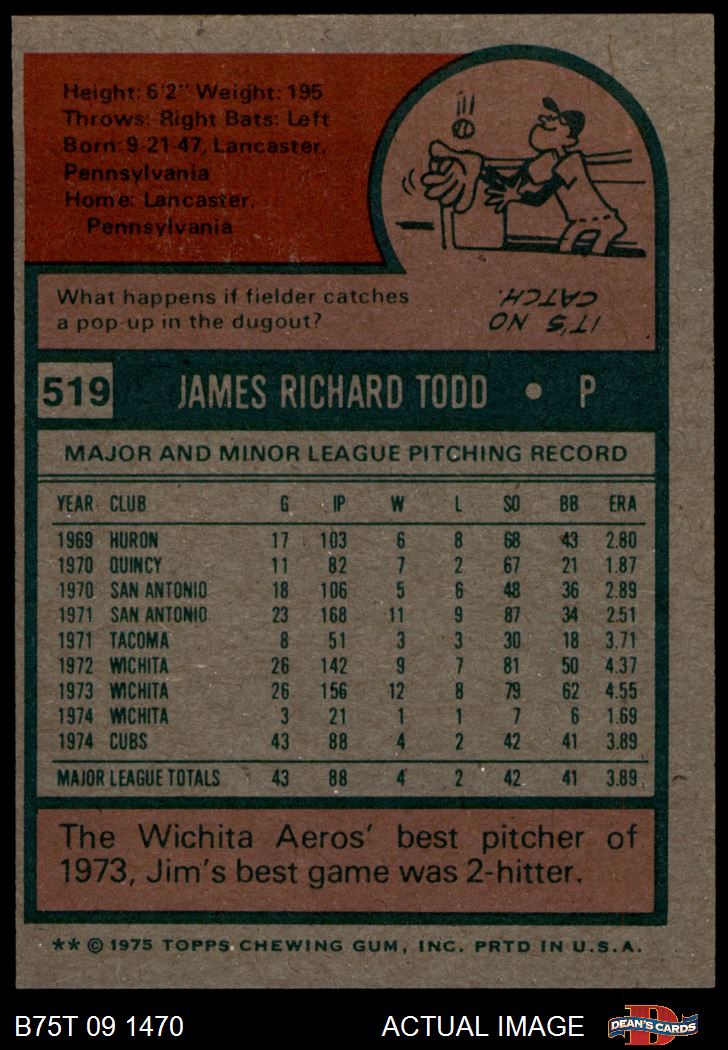 Height: 6'2" Weight: 195
Throws: Right Bats: Left
Born: 9-21-47, Lancaster,
Pennsylvania
Home: Lancaster,
Pennsylvania
What happens if fielder catches
a pop-up in the dugout?
IT'S NO
CATCH.
519 JAMES RICHARD TODD • P
MAJOR AND MINOR LEAGUE PITCHING RECORD
YEAR CLUB G IP W L SO BB ERA
1969 HURON 17 103 6 8 68 43 2.80
1970 QUINCY 11 82 7 2 67 21 1.87
1970 SAN ANTONIO 18 106 5 6 48 36 2.89
1971 SAN ANTONIO 23 168 11 9 87 34 2.51
1971 TACOMA 8 51 3 3 30 18 3.71
1972 WICHITA 26 142 9 7 81 50 4.37
1973 WICHITA 26 156 12 8 79 62 4.55
1974 WICHITA 3 21 1 1 7 6 1.69
1974 CUBS 43 88 4 2 42 41 3.89
MAJOR LEAGUE TOTALS 43 88 4 2 42 41 3.89
The Wichita Aeros' best pitcher of
1973, Jim's best game was 2-hitter.
** © 1975 TOPPS CHEWING GUM, INC. PRTD IN U.S.A.
B75T 09 1470 ACTUAL IMAGE D DEAN'S CARDS